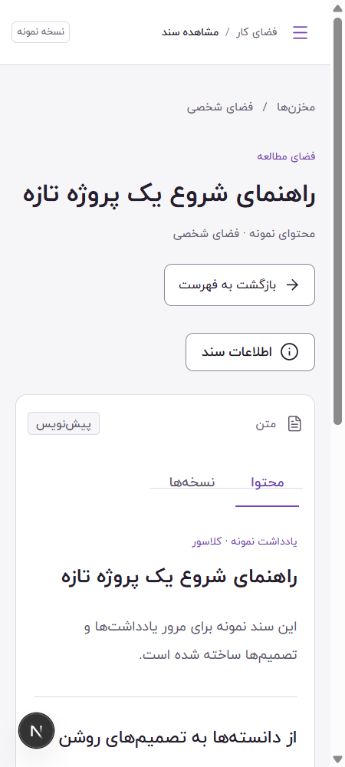 فضای کار / مشاهده سند
نسخه نمونه
مخزن‌ها / فضای شخصی
فضای مطالعه
راهنمای شروع یک پروژه تازه
محتوای نمونه · فضای شخصی
بازگشت به فهرست
اطلاعات سند
متن
پیش‌نویس
محتوا
نسخه‌ها
یادداشت نمونه · کلاسور
راهنمای شروع یک پروژه تازه
این سند نمونه برای مرور یادداشت‌ها و
تصمیم‌ها ساخته شده است.
از دانسته‌ها به تصمیم‌های روشن
N